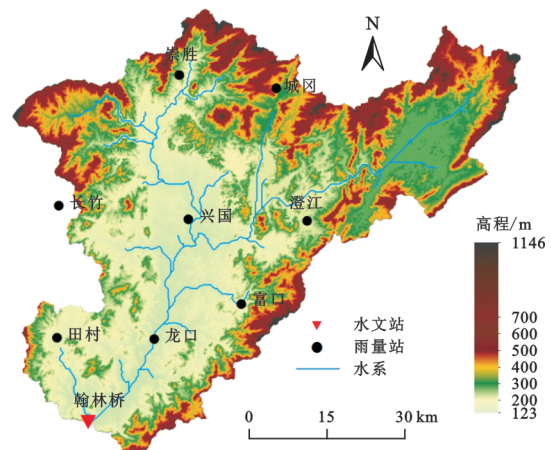 N
崇胜
城冈
长竹
兴国
澄江
富口
田村
龙口
翰林桥
高程/m
1146
700
600
500
400
300
200
123
水文站
雨量站
水系
0 15 30 km